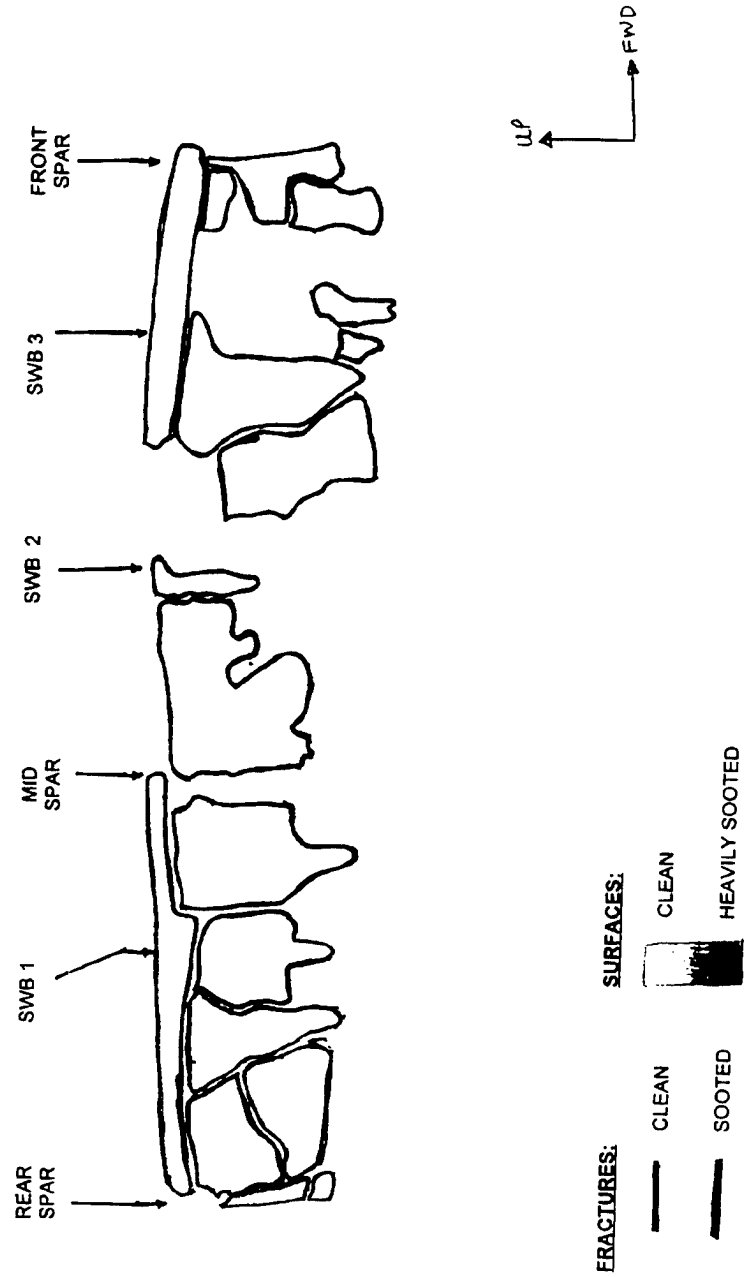 REAR
SPAR
SWB 1
MID
SPAR
SWB 2
SWB 3
FRONT
SPAR
UP
FWD
FRACTURES:
CLEAN
SOOTED
SURFACES:
CLEAN
HEAVILY SOOTED